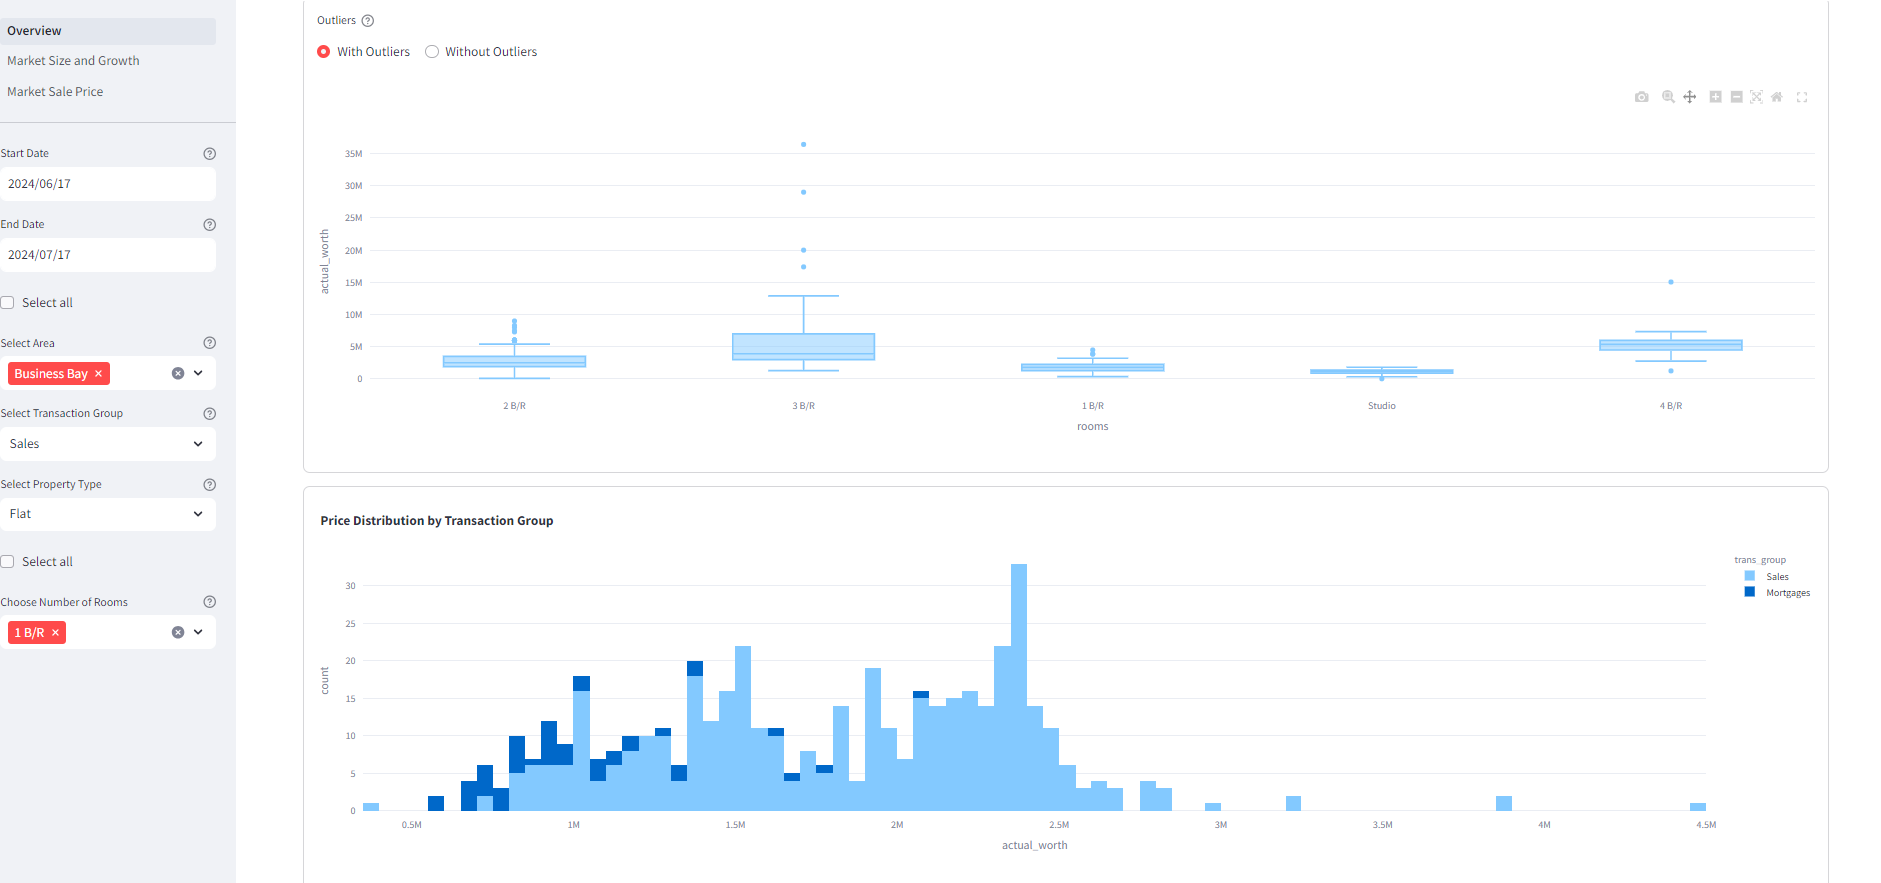 Overview
Market Size and Growth
Market Sale Price
Start Date
2024/06/17
End Date
2024/07/17
Select all
Select Area
Business Bay
Select Transaction Group
Sales
Select Property Type
Flat
Select all
Choose Number of Rooms
1 B/R
Outliers
With Outliers Without Outliers
actual_worth
35M
30M
25M
20M
15M
10M
5M
0
2 B/R 3 B/R 1 B/R Studio 4 B/R
rooms
Price Distribution by Transaction Group
trans_group
Sales
Mortgages
count
30
25
20
15
10
5
0
0.5M 1M 1.5M 2M 2.5M 3M 3.5M 4M 4.5M
actual_worth